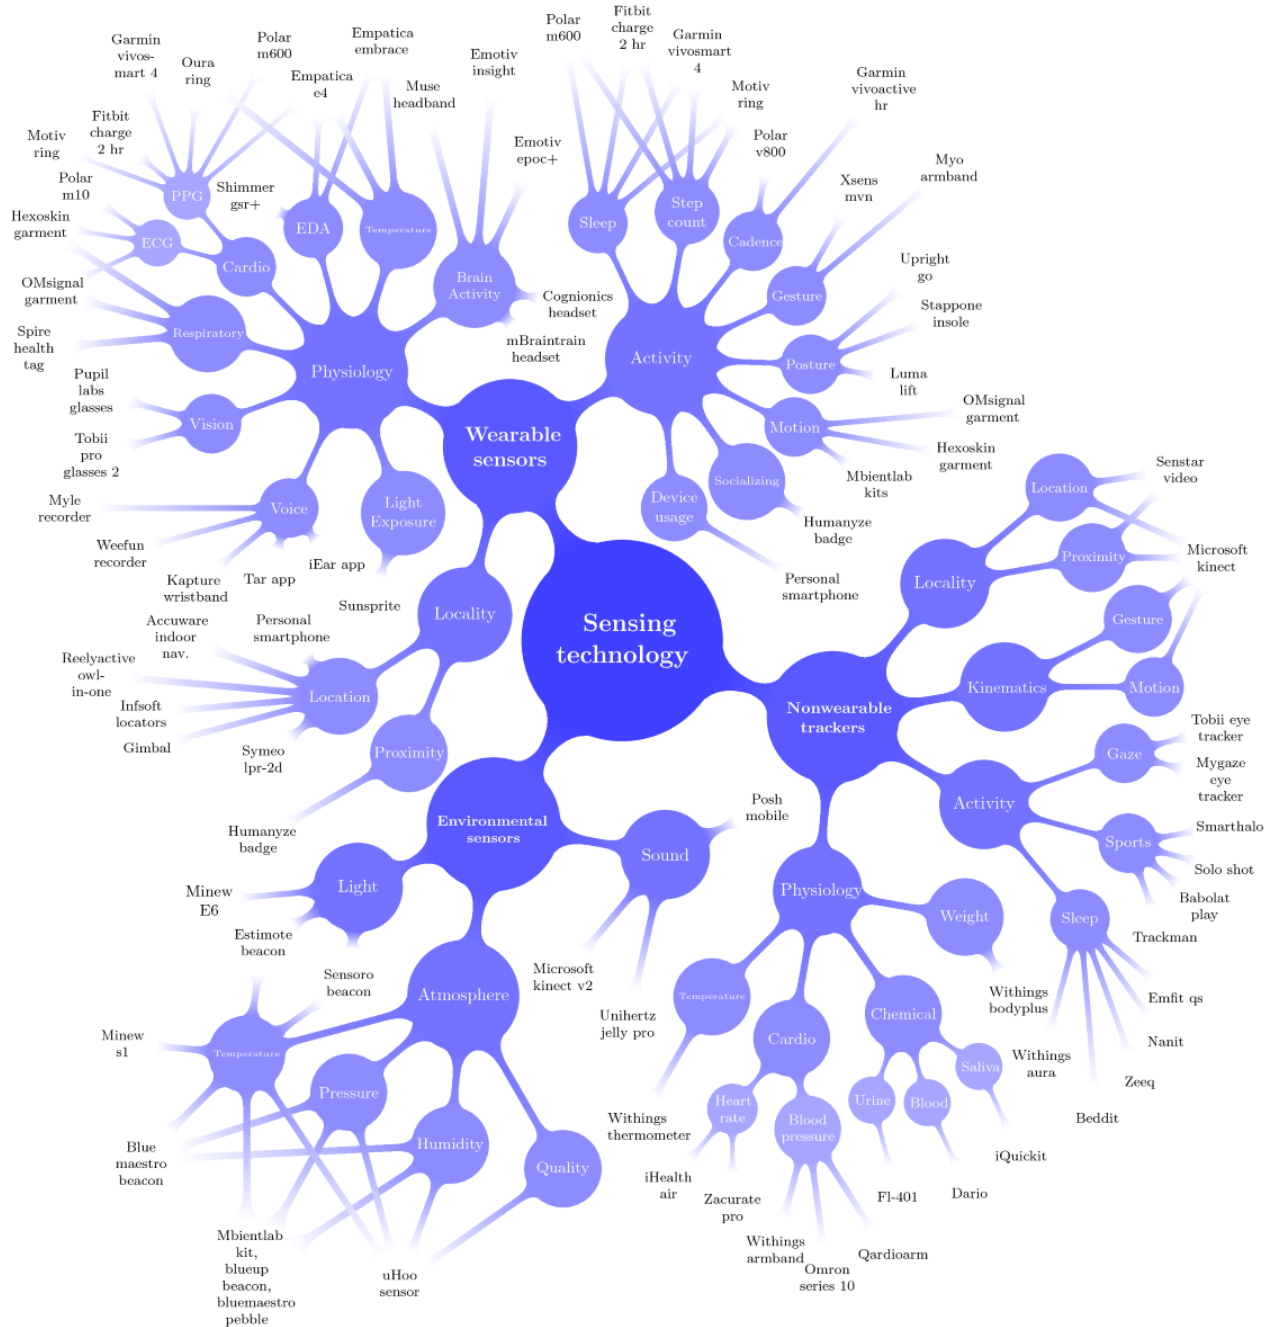 Garmin
vivos-
mart 4
Oura
ring
Polar
m600
Empatica
embrace
Empatica
e4
Muse
headband
Emotiv
insight
Emotiv
epoc+
Fitbit
charge
2 hr
Motiv
ring
Polar
m10
Hexoskin
garment
OMsignal
garment
Spire
health
tag
Pupil
labs
glasses
Tobii
pro
glasses 2
Myle
recorder
Weefun
recorder
Kapture
wristband
Tar app
iEar app
Sunsprite
Shimmer
gsr+
PPG
ECG
Cardio
EDA
Temperature
Brain
Activity
Cognionics
headset
mBraintrain
headset
Respiratory
Vision
Voice
Light
Exposure
Physiology
Wearable
sensors
Polar
m600
Fitbit
charge
2 hr
Garmin
vivosmart
4
Motiv
ring
Polar
v800
Garmin
vivoactive
hr
Xsens
mvn
Myo
armband
Upright
go
Stappone
insole
Luma
lift
OMsignal
garment
Hexoskin
garment
Mbientlab
kits
Humanyze
badge
Personal
smartphone
Sleep
Step
count
Cadence
Gesture
Posture
Motion
Socializing
Device
usage
Activity
Sensing
technology
Locality
Location
Proximity
Accuware
indoor
nav.
Personal
smartphone
Reelyactive
owl-
in-one
Infsoft
locators
Gimbal
Symeo
lpr-2d
Humanyze
badge
Environmental
sensors
Light
Minew
E6
Estimote
beacon
Sensoro
beacon
Sound
Posh
mobile
Microsoft
kinect v2
Unihertz
jelly pro
Atmosphere
Temperature
Pressure
Humidity
Quality
Minew
s1
Blue
maestro
beacon
Mbientlab
kit,
blueup
beacon,
bluemaestro
pebble
uHoo
sensor
Nonwearable
trackers
Locality
Location
Proximity
Senstar
video
Microsoft
kinect
Kinematics
Gesture
Motion
Activity
Gaze
Tobii eye
tracker
Mygaze
eye
tracker
Sports
Smarthalo
Solo shot
Babolat
play
Trackman
Sleep
Emfit qs
Nanit
Zeeq
Beddit
Withings
aura
Physiology
Weight
Withings
bodyplus
Temperature
Withings
thermometer
Cardio
Heart
rate
iHealth
air
Zacurate
pro
Blood
pressure
Withings
armband
Omron
series 10
Qardioarm
Chemical
Urine
Fl-401
Blood
Dario
Saliva
iQuickit